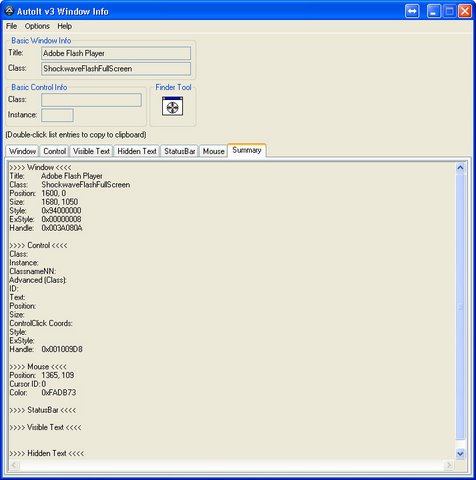 AutoIt v3 Window Info
File Options Help
Basic Window Info
Title: Adobe Flash Player
Class: ShockwaveFlashFullScreen
Basic Control Info
Finder Tool
Class:
Instance:
(Double-click list entries to copy to clipboard)
Window Control Visible Text Hidden Text StatusBar Mouse Summary
>>>> Window <<<<
Title: Adobe Flash Player
Class: ShockwaveFlashFullScreen
Position: 1600, 0
Size: 1680, 1050
Style: 0x94000000
ExStyle: 0x00000008
Handle: 0x003A080A
>>>> Control <<<<
Class:
Instance:
ClassnameNN:
Advanced (Class):
ID:
Text:
Position:
Size:
ControlClick Coords:
Style:
ExStyle:
Handle: 0x001009D8
>>>> Mouse <<<<
Position: 1365, 109
Cursor ID: 0
Color: 0xFADB73
>>>> StatusBar <<<<
>>>> Visible Text <<<<
>>>> Hidden Text <<<<